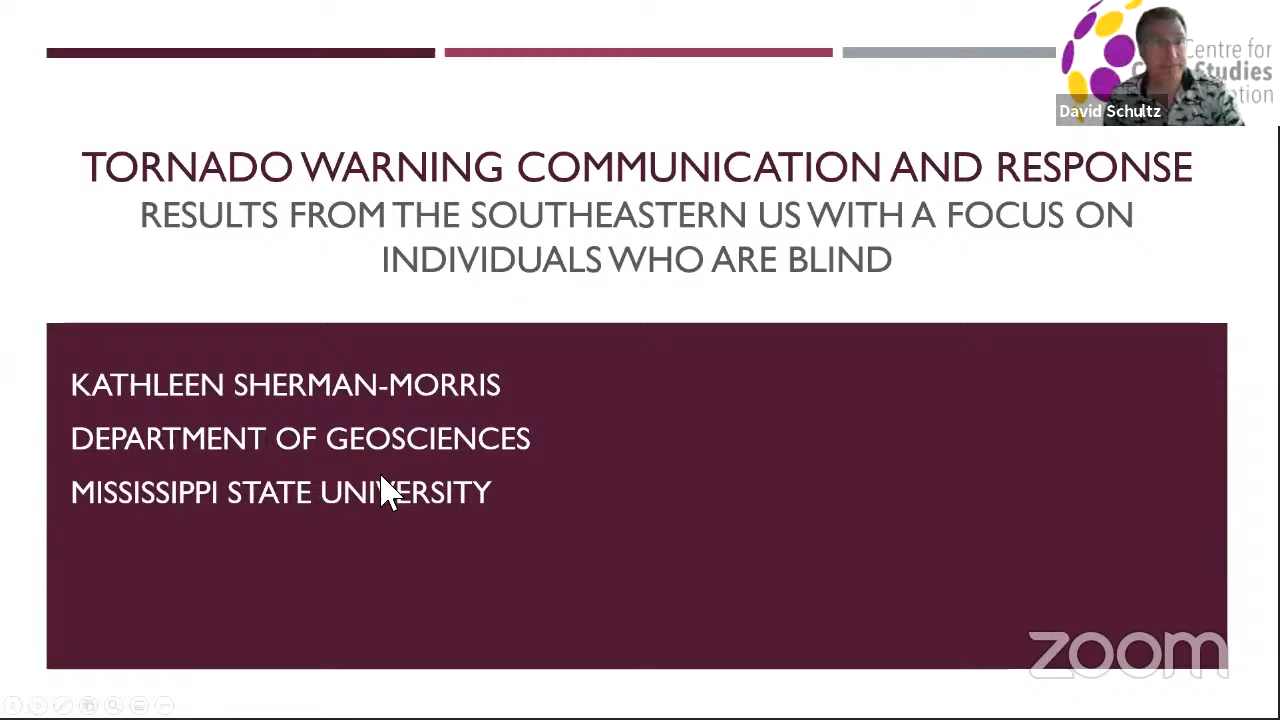 Centre for
Studies
David Schultz
TORNADO WARNING COMMUNICATION AND RESPONSE
RESULTS FROM THE SOUTHEASTERN US WITH A FOCUS ON
INDIVIDUALS WHO ARE BLIND
KATHLEEN SHERMAN-MORRIS
DEPARTMENT OF GEOSCIENCES
MISSISSIPPI STATE UNIVERSITY
zoom